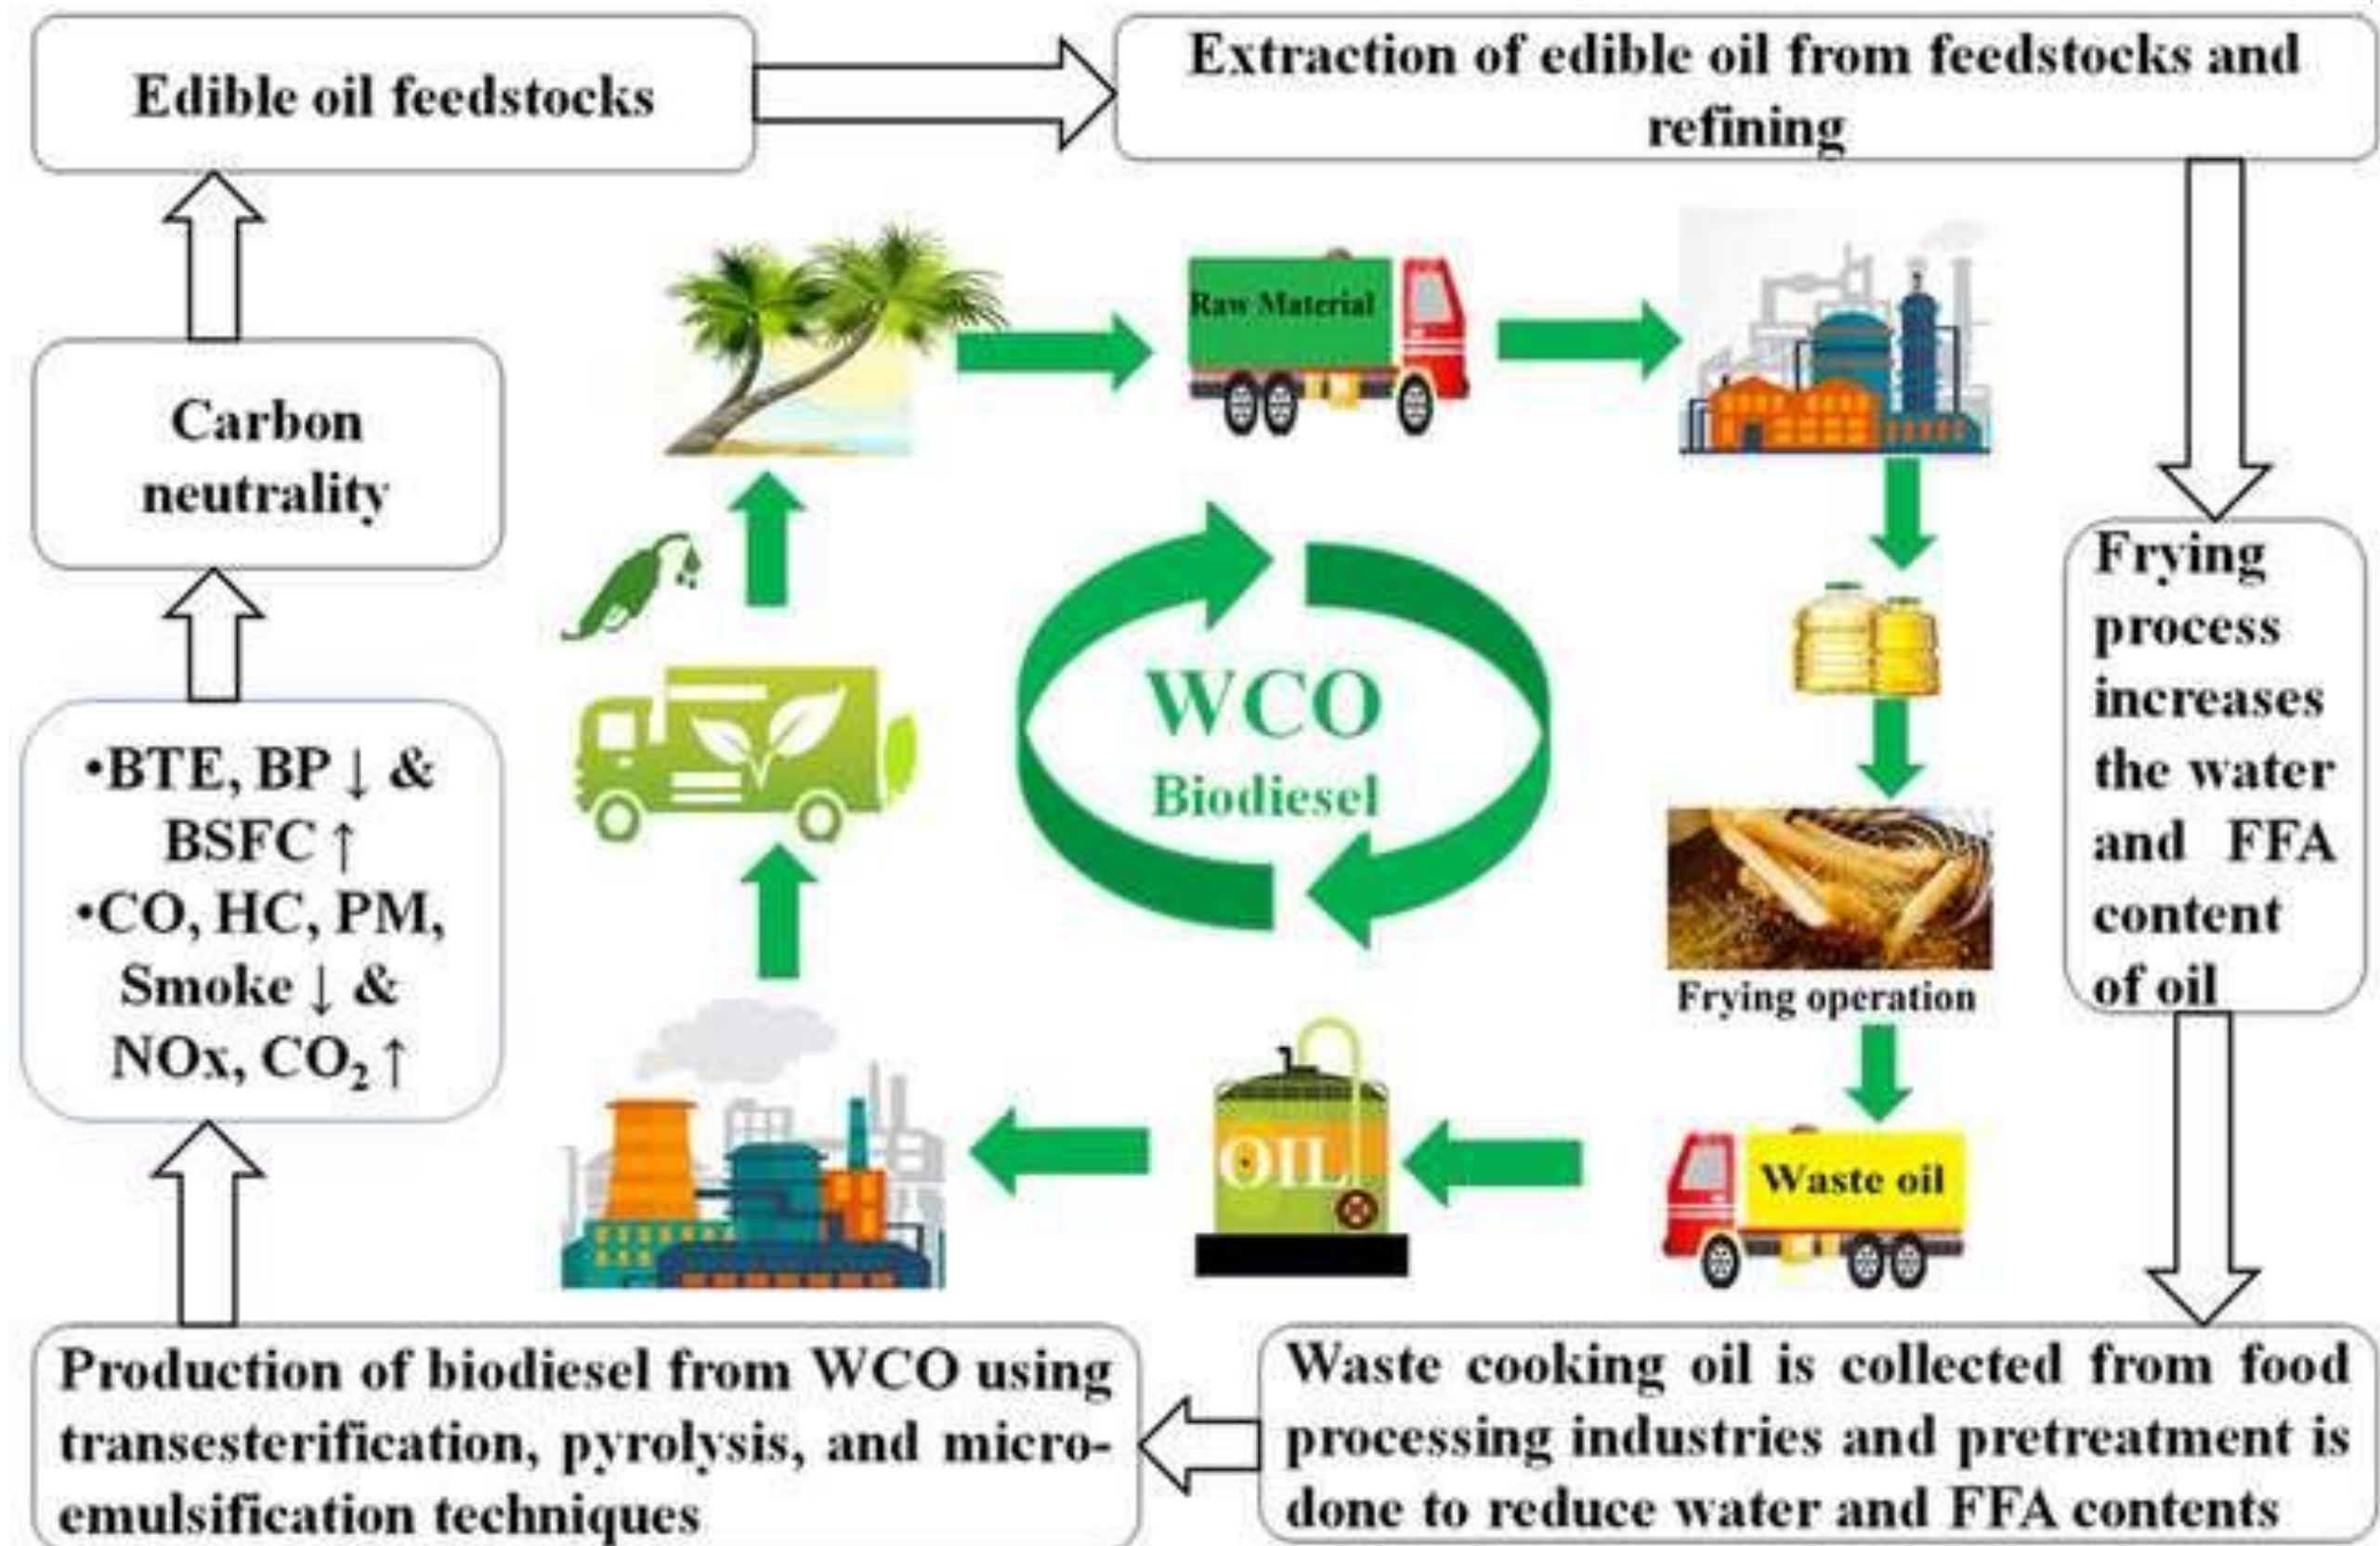 Edible oil feedstocks
Extraction of edible oil from feedstocks and
refining
Raw Material
Carbon
neutrality
Frying
process
increases
the water
and FFA
content
of oil
WCO
Biodiesel
•BTE, BP ↓ &
BSFC ↑
•CO, HC, PM,
Smoke ↓ &
NOx, CO₂ ↑
Frying operation
OIL
Waste oil
Production of biodiesel from WCO using
transesterification, pyrolysis, and micro-
emulsification techniques
Waste cooking oil is collected from food
processing industries and pretreatment is
done to reduce water and FFA contents